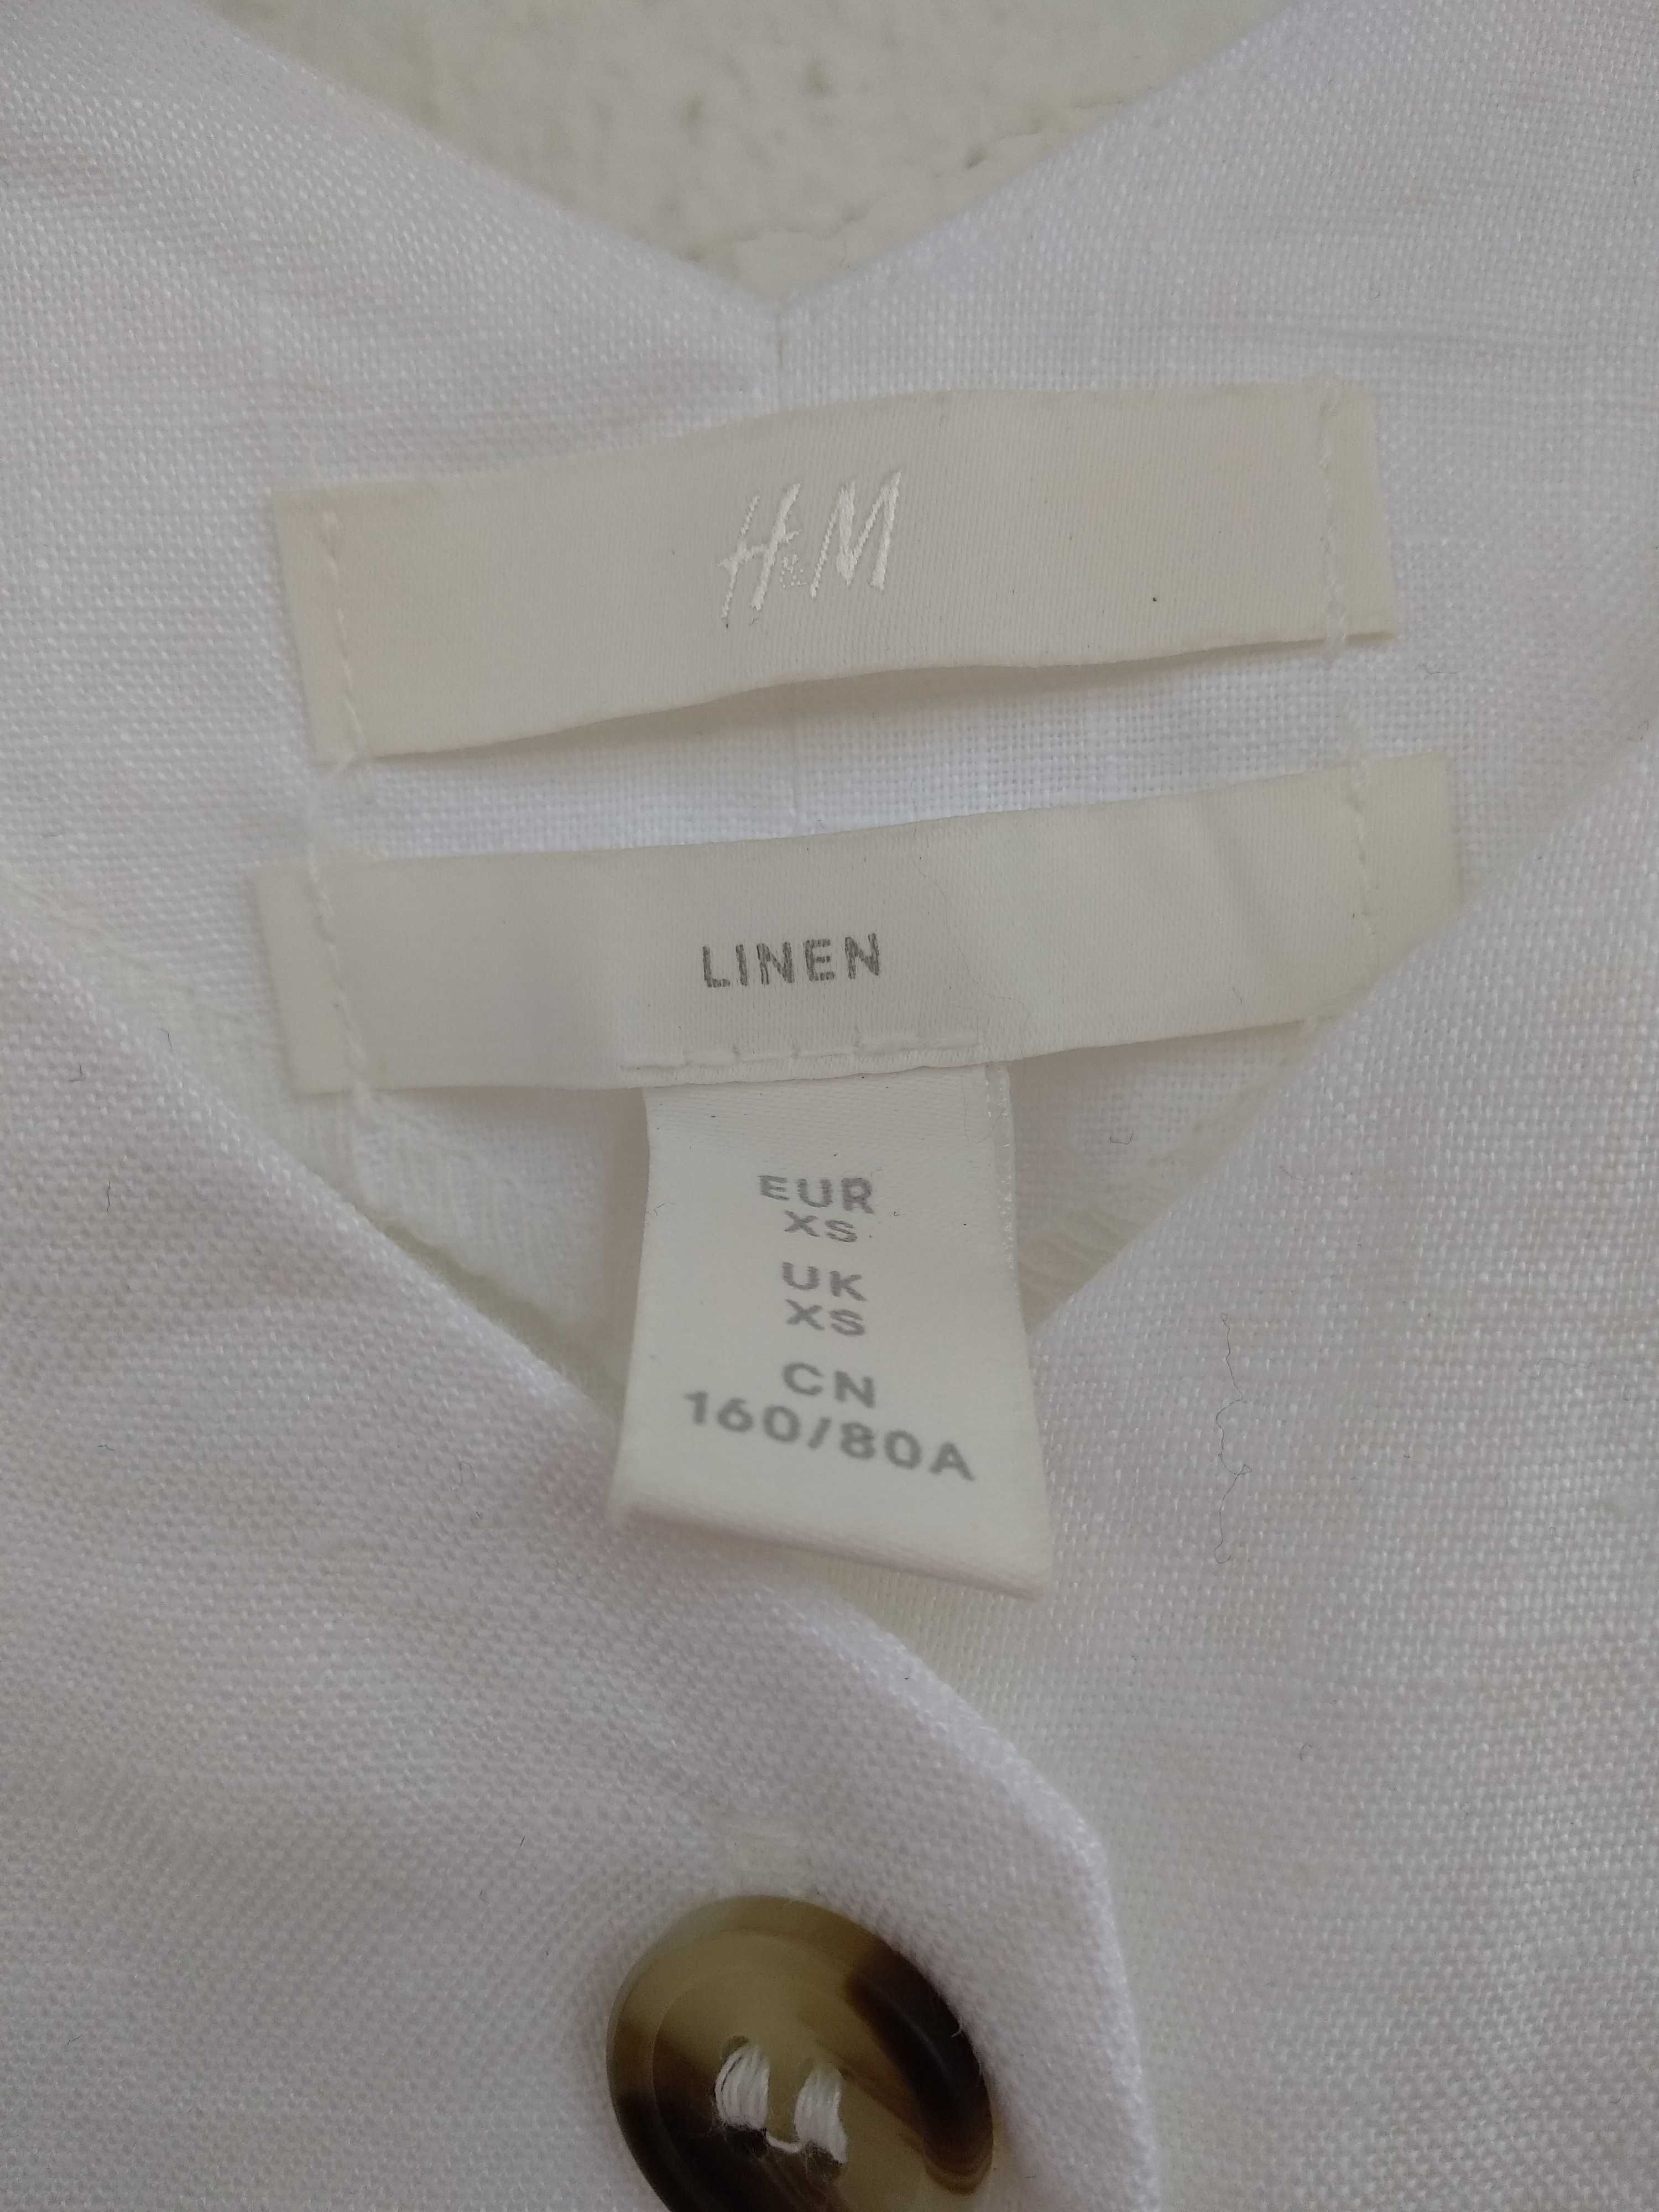 H&M
LINEN
EUR
XS
UK
XS
CN
160/80A